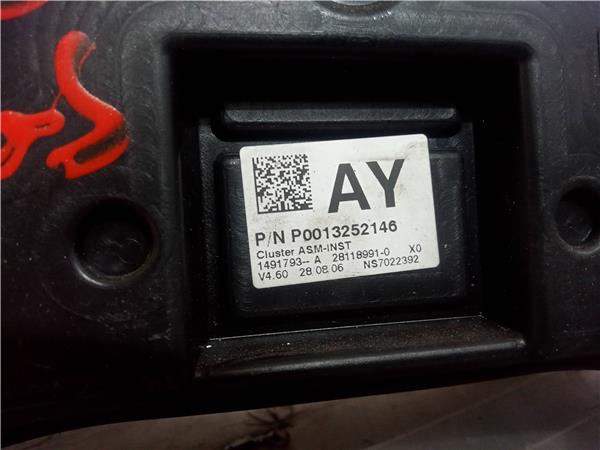 AY
P/N P0013252146
Cluster ASM-INST
1491793-- A 28118991-0 X0
V4.60 28.08.06 NS7022392